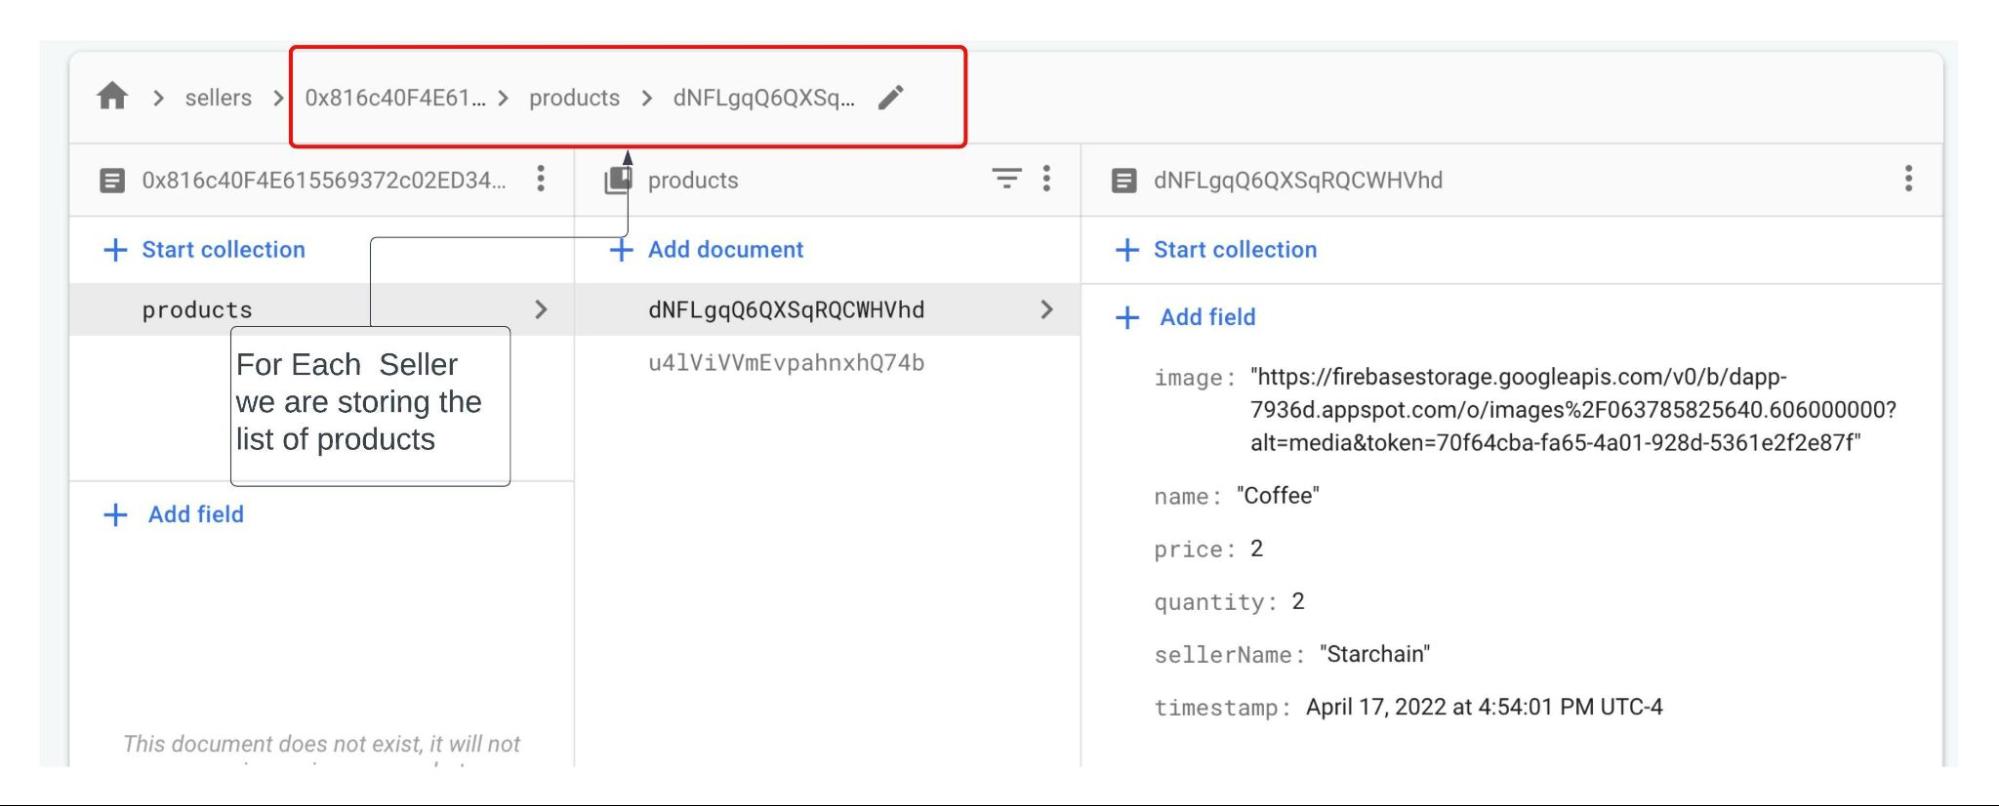 sellers
0x816c40F4E61...
products
dNFLgqQ6QXSq...
0x816c40F4E615569372c02ED34...
products
dNFLgqQ6QXSqRQCWHVhd
Start collection
Add document
Start collection
products
dNFLgqQ6QXSqRQCWHVhd
u4lViVVmEvpahnxhQ74b
For Each Seller
we are storing the
list of products
Add field
This document does not exist, it will not
Add field
image: "https://firebasestorage.googleapis.com/v0/b/dapp-
7936d.appspot.com/o/images%2F063785825640.606000000?
alt=media&token=70f64cba-fa65-4a01-928d-5361e2f2e87f"
name: "Coffee"
price: 2
quantity: 2
sellerName: "Starchain"
timestamp: April 17, 2022 at 4:54:01 PM UTC-4